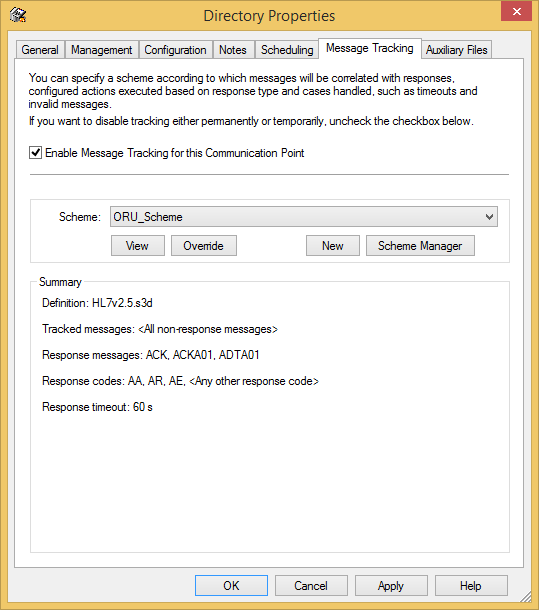 Directory Properties
General Management Configuration Notes Scheduling Message Tracking Auxiliary Files
You can specify a scheme according to which messages will be correlated with responses,
configured actions executed based on response type and cases handled, such as timeouts and
invalid messages.
If you want to disable tracking either permanently or temporarily, uncheck the checkbox below.
Enable Message Tracking for this Communication Point
Scheme: ORU_Scheme
View Override New Scheme Manager
Summary
Definition: HL7v2.5.s3d
Tracked messages: <All non-response messages>
Response messages: ACK, ACKA01, ADTA01
Response codes: AA, AR, AE, <Any other response code>
Response timeout: 60 s
OK Cancel Apply Help